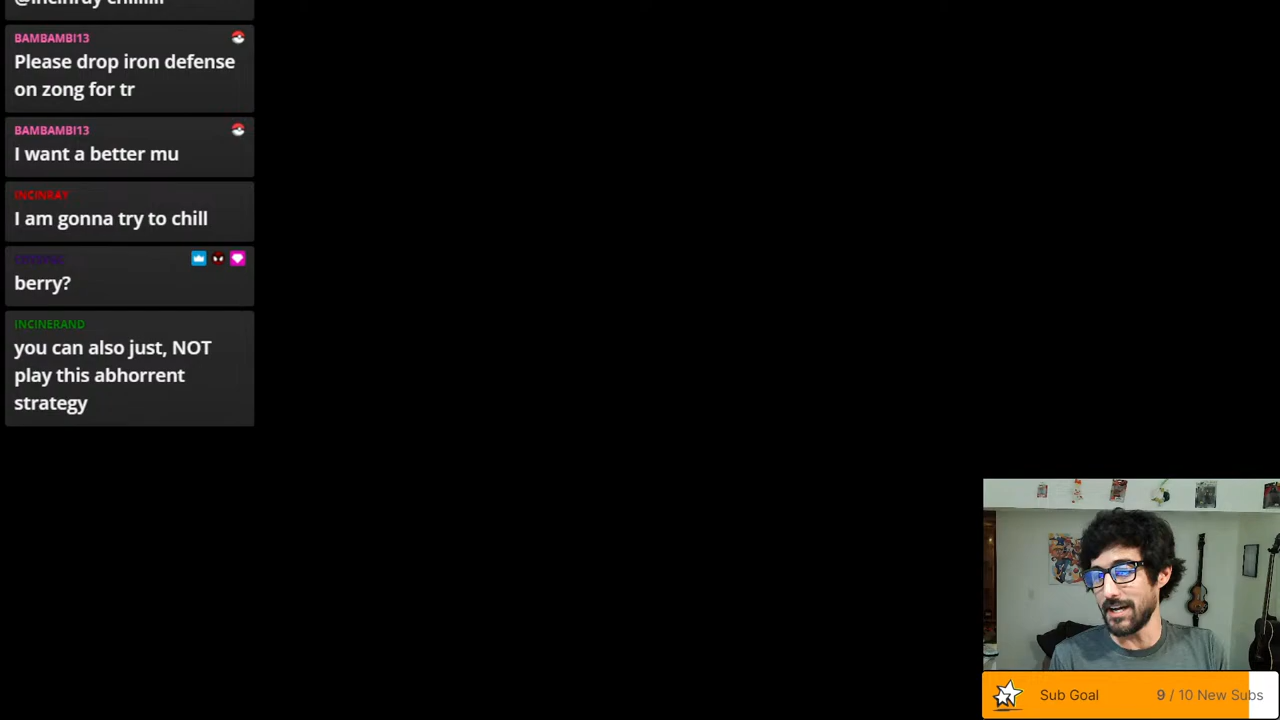 BAMBAMBI13
Please drop iron defense
on zong for tr
BAMBAMBI13
I want a better mu
INCINRAY
I am gonna try to chill
berry?
INCINERAND
you can also just, NOT
play this abhorrent
strategy
Sub Goal 9 / 10 New Subs